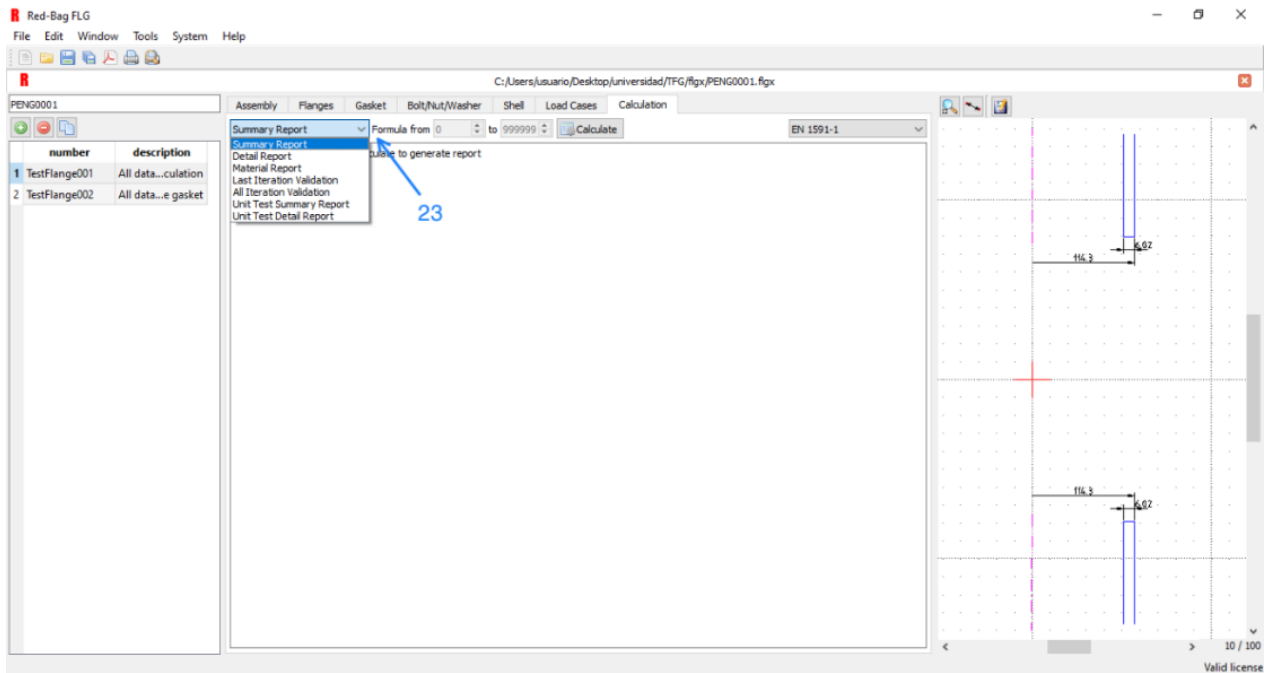 R Red-Bag FLG
File Edit Window Tools System Help
R C:/Users/usuario/Desktop/universidad/TFG/flgx/PENG0001.flgx
PENG0001 Assembly Flanges Gasket Bolt/Nut/Washer Shell Load Cases Calculation
Summary Report Formula from 0 to 999999 Calculate EN 1591-1
number description
1 TestFlange001 All data...culation
2 TestFlange002 All data...e gasket
Summary Report
Detail Report to generate report
Material Report
Last Iteration Validation
All Iteration Validation
Unit Test Summary Report
Unit Test Detail Report
23
6.02
114.3
114.3
6.02
10 / 100
Valid license